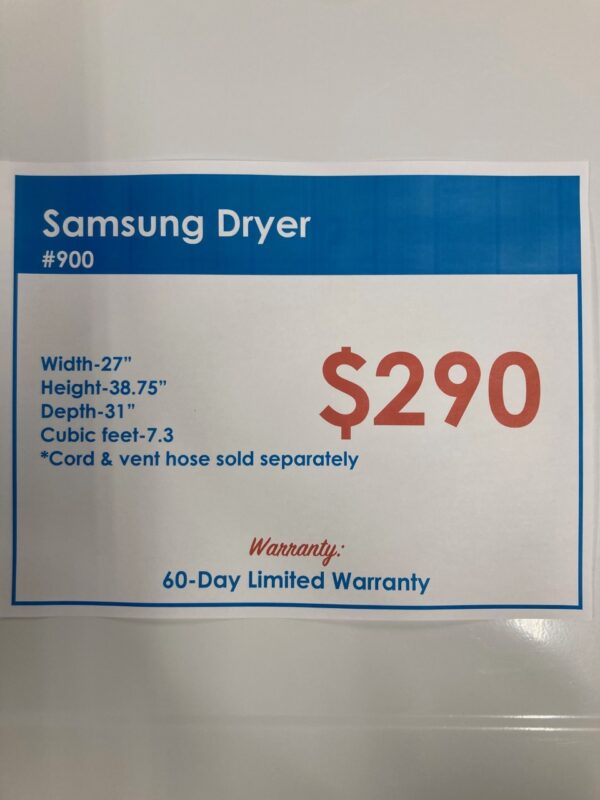 Samsung Dryer
#900
Width-27”
Height-38.75”
Depth-31”
Cubic feet-7.3
*Cord & vent hose sold separately
$290
Warranty:
60-Day Limited Warranty